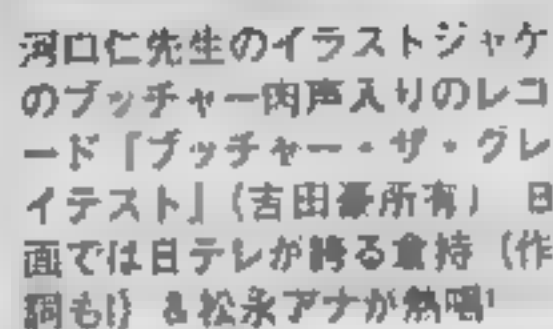 河口仁先生のイラストジャケ
のブッチャー肉声入りのレコ
ード「ブッチャー・ザ・グレ
イテスト」(吉田豪所有) B
面では日テレが誇る倉持(作
詞も!)&松永アナが熱唱!